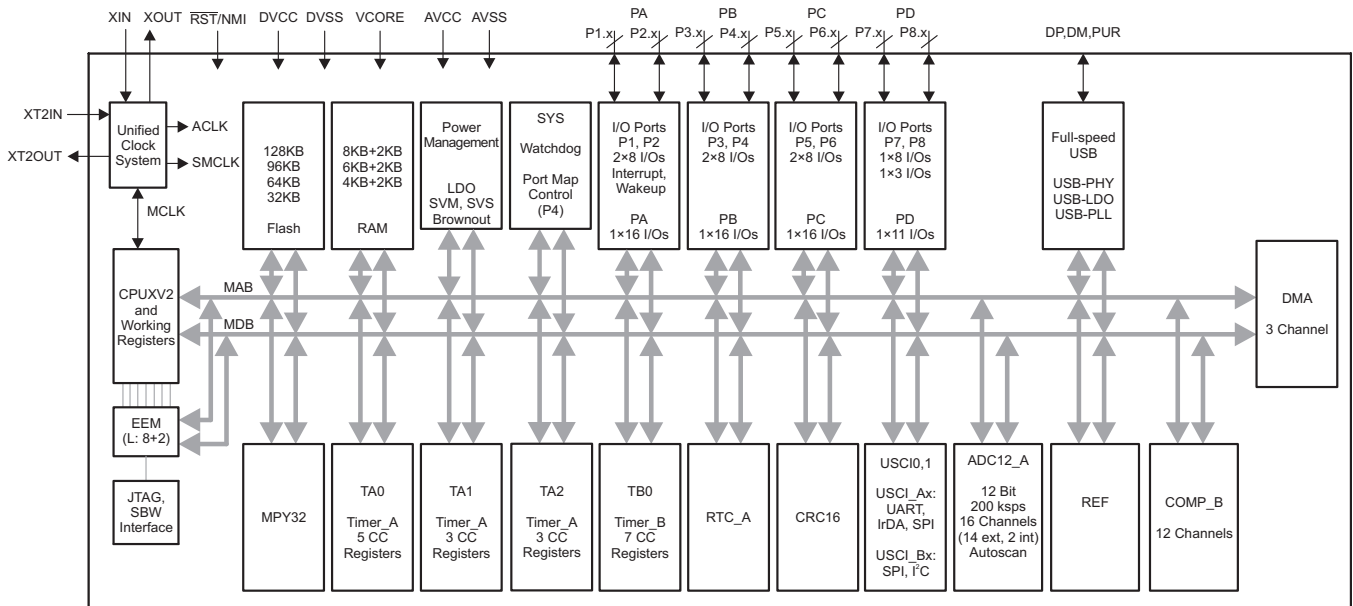 XIN
XOUT
RST/NMI
DVCC
DVSS
VCORE
AVCC
AVSS
PA
P1.x
P2.x
PB
P3.x
P4.x
PC
P5.x
P6.x
PD
P7.x
P8.x
DP,DM,PUR
XT2IN
XT2OUT
Unified
Clock
System
ACLK
SMCLK
MCLK
128KB
96KB
64KB
32KB
Flash
8KB+2KB
6KB+2KB
4KB+2KB
RAM
Power
Management
LDO
SVM, SVS
Brownout
SYS
Watchdog
Port Map
Control
(P4)
I/O Ports
P1, P2
2×8 I/Os
Interrupt,
Wakeup
PA
1×16 I/Os
I/O Ports
P3, P4
2×8 I/Os
PB
1×16 I/Os
I/O Ports
P5, P6
2×8 I/Os
PC
1×16 I/Os
I/O Ports
P7, P8
1×8 I/Os
1×3 I/Os
PD
1×11 I/Os
Full-speed
USB
USB-PHY
USB-LDO
USB-PLL
CPUXV2
and
Working
Registers
MAB
MDB
DMA
3 Channel
EEM
(L: 8+2)
JTAG,
SBW
Interface
MPY32
TA0
Timer_A
5 CC
Registers
TA1
Timer_A
3 CC
Registers
TA2
Timer_A
3 CC
Registers
TB0
Timer_B
7 CC
Registers
RTC_A
CRC16
USCI0,1
USCI_Ax:
UART,
IrDA, SPI
USCI_Bx:
SPI, I²C
ADC12_A
12 Bit
200 ksps
16 Channels
(14 ext, 2 int)
Autoscan
REF
COMP_B
12 Channels